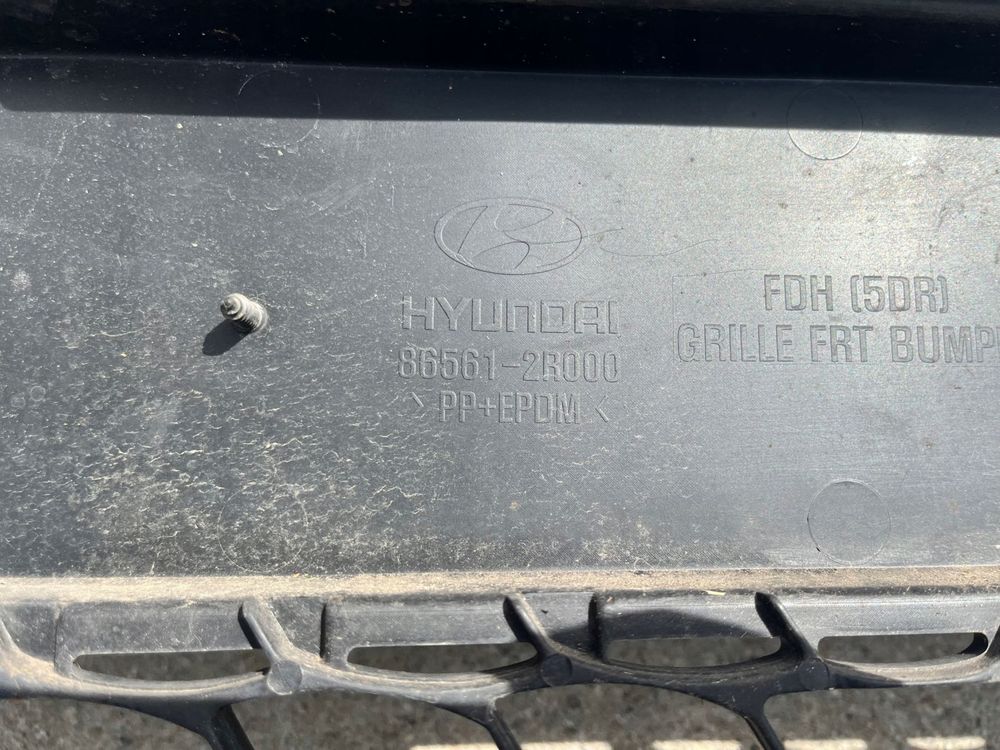 HYUNDAI
86561-2R000
> PP+EPDM <
FDH (5DR)
GRILLE FRT BUMP